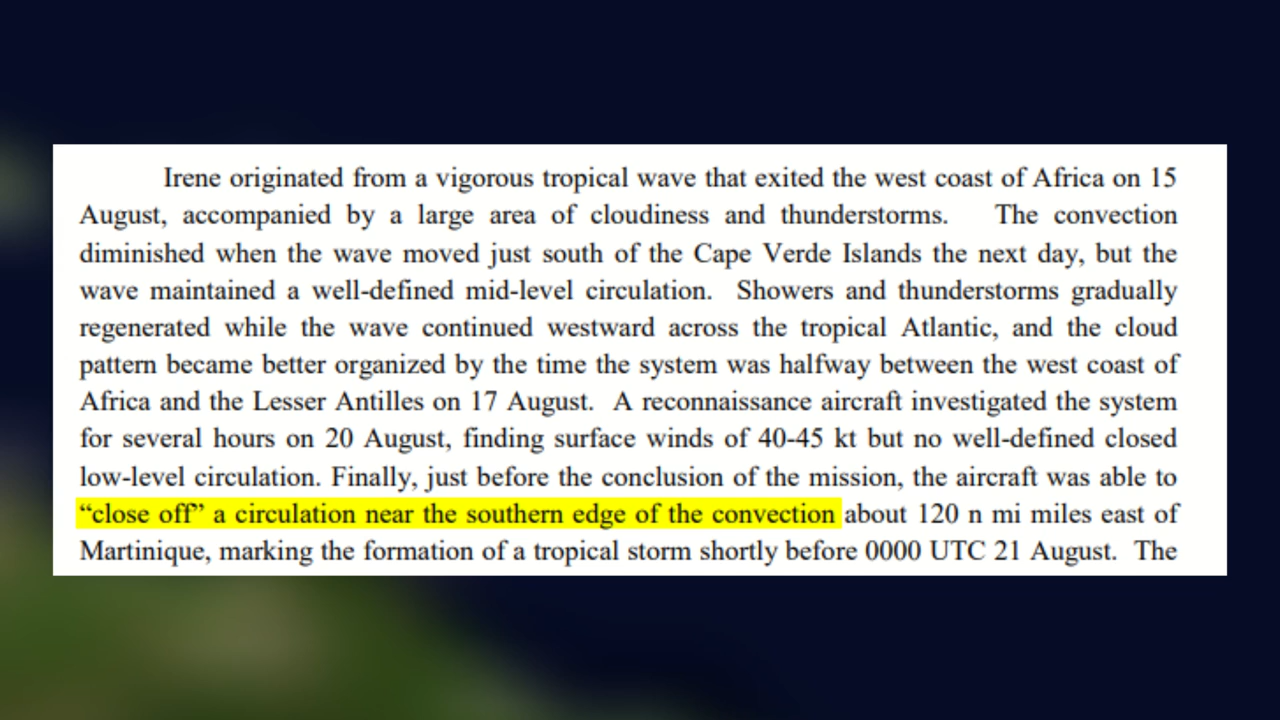 Irene originated from a vigorous tropical wave that exited the west coast of Africa on 15
August, accompanied by a large area of cloudiness and thunderstorms. The convection
diminished when the wave moved just south of the Cape Verde Islands the next day, but the
wave maintained a well-defined mid-level circulation. Showers and thunderstorms gradually
regenerated while the wave continued westward across the tropical Atlantic, and the cloud
pattern became better organized by the time the system was halfway between the west coast of
Africa and the Lesser Antilles on 17 August. A reconnaissance aircraft investigated the system
for several hours on 20 August, finding surface winds of 40-45 kt but no well-defined closed
low-level circulation. Finally, just before the conclusion of the mission, the aircraft was able to
“close off” a circulation near the southern edge of the convection about 120 n mi miles east of
Martinique, marking the formation of a tropical storm shortly before 0000 UTC 21 August. The